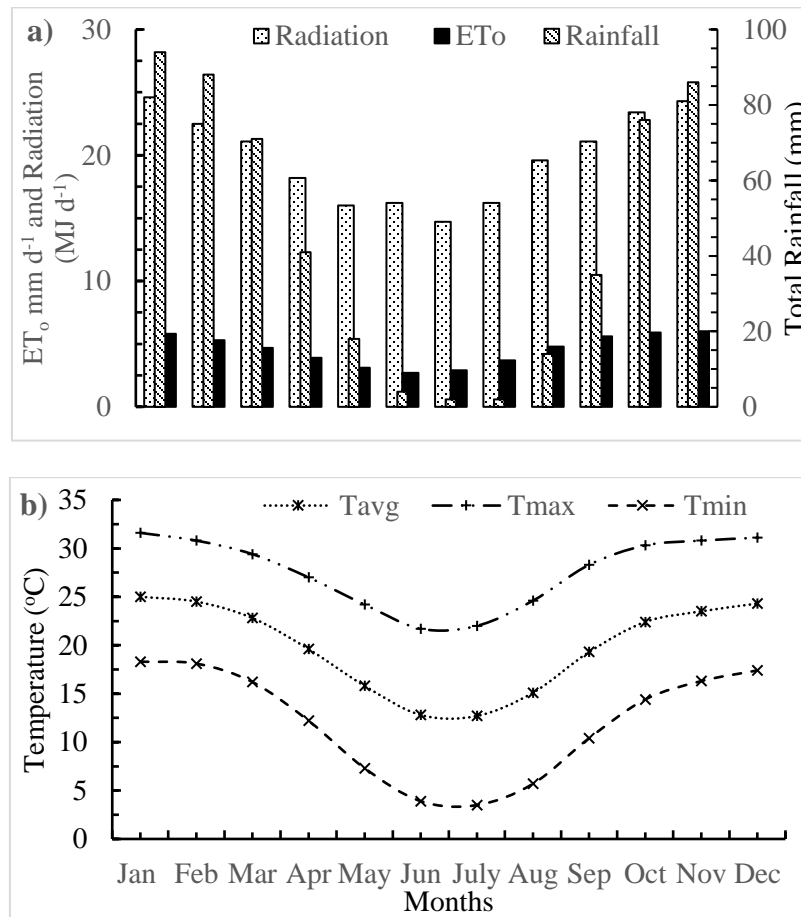 a)
Radiation ETo Rainfall
30
20
10
0
ETo mm d-1 and Radiation
(MJ d-1)
100
80
60
40
20
0
Total Rainfall (mm)
b)
Tavg Tmax Tmin
35
30
25
20
15
10
5
0
Temperature (oC)
Jan Feb Mar Apr May Jun July Aug Sep Oct Nov Dec
Months